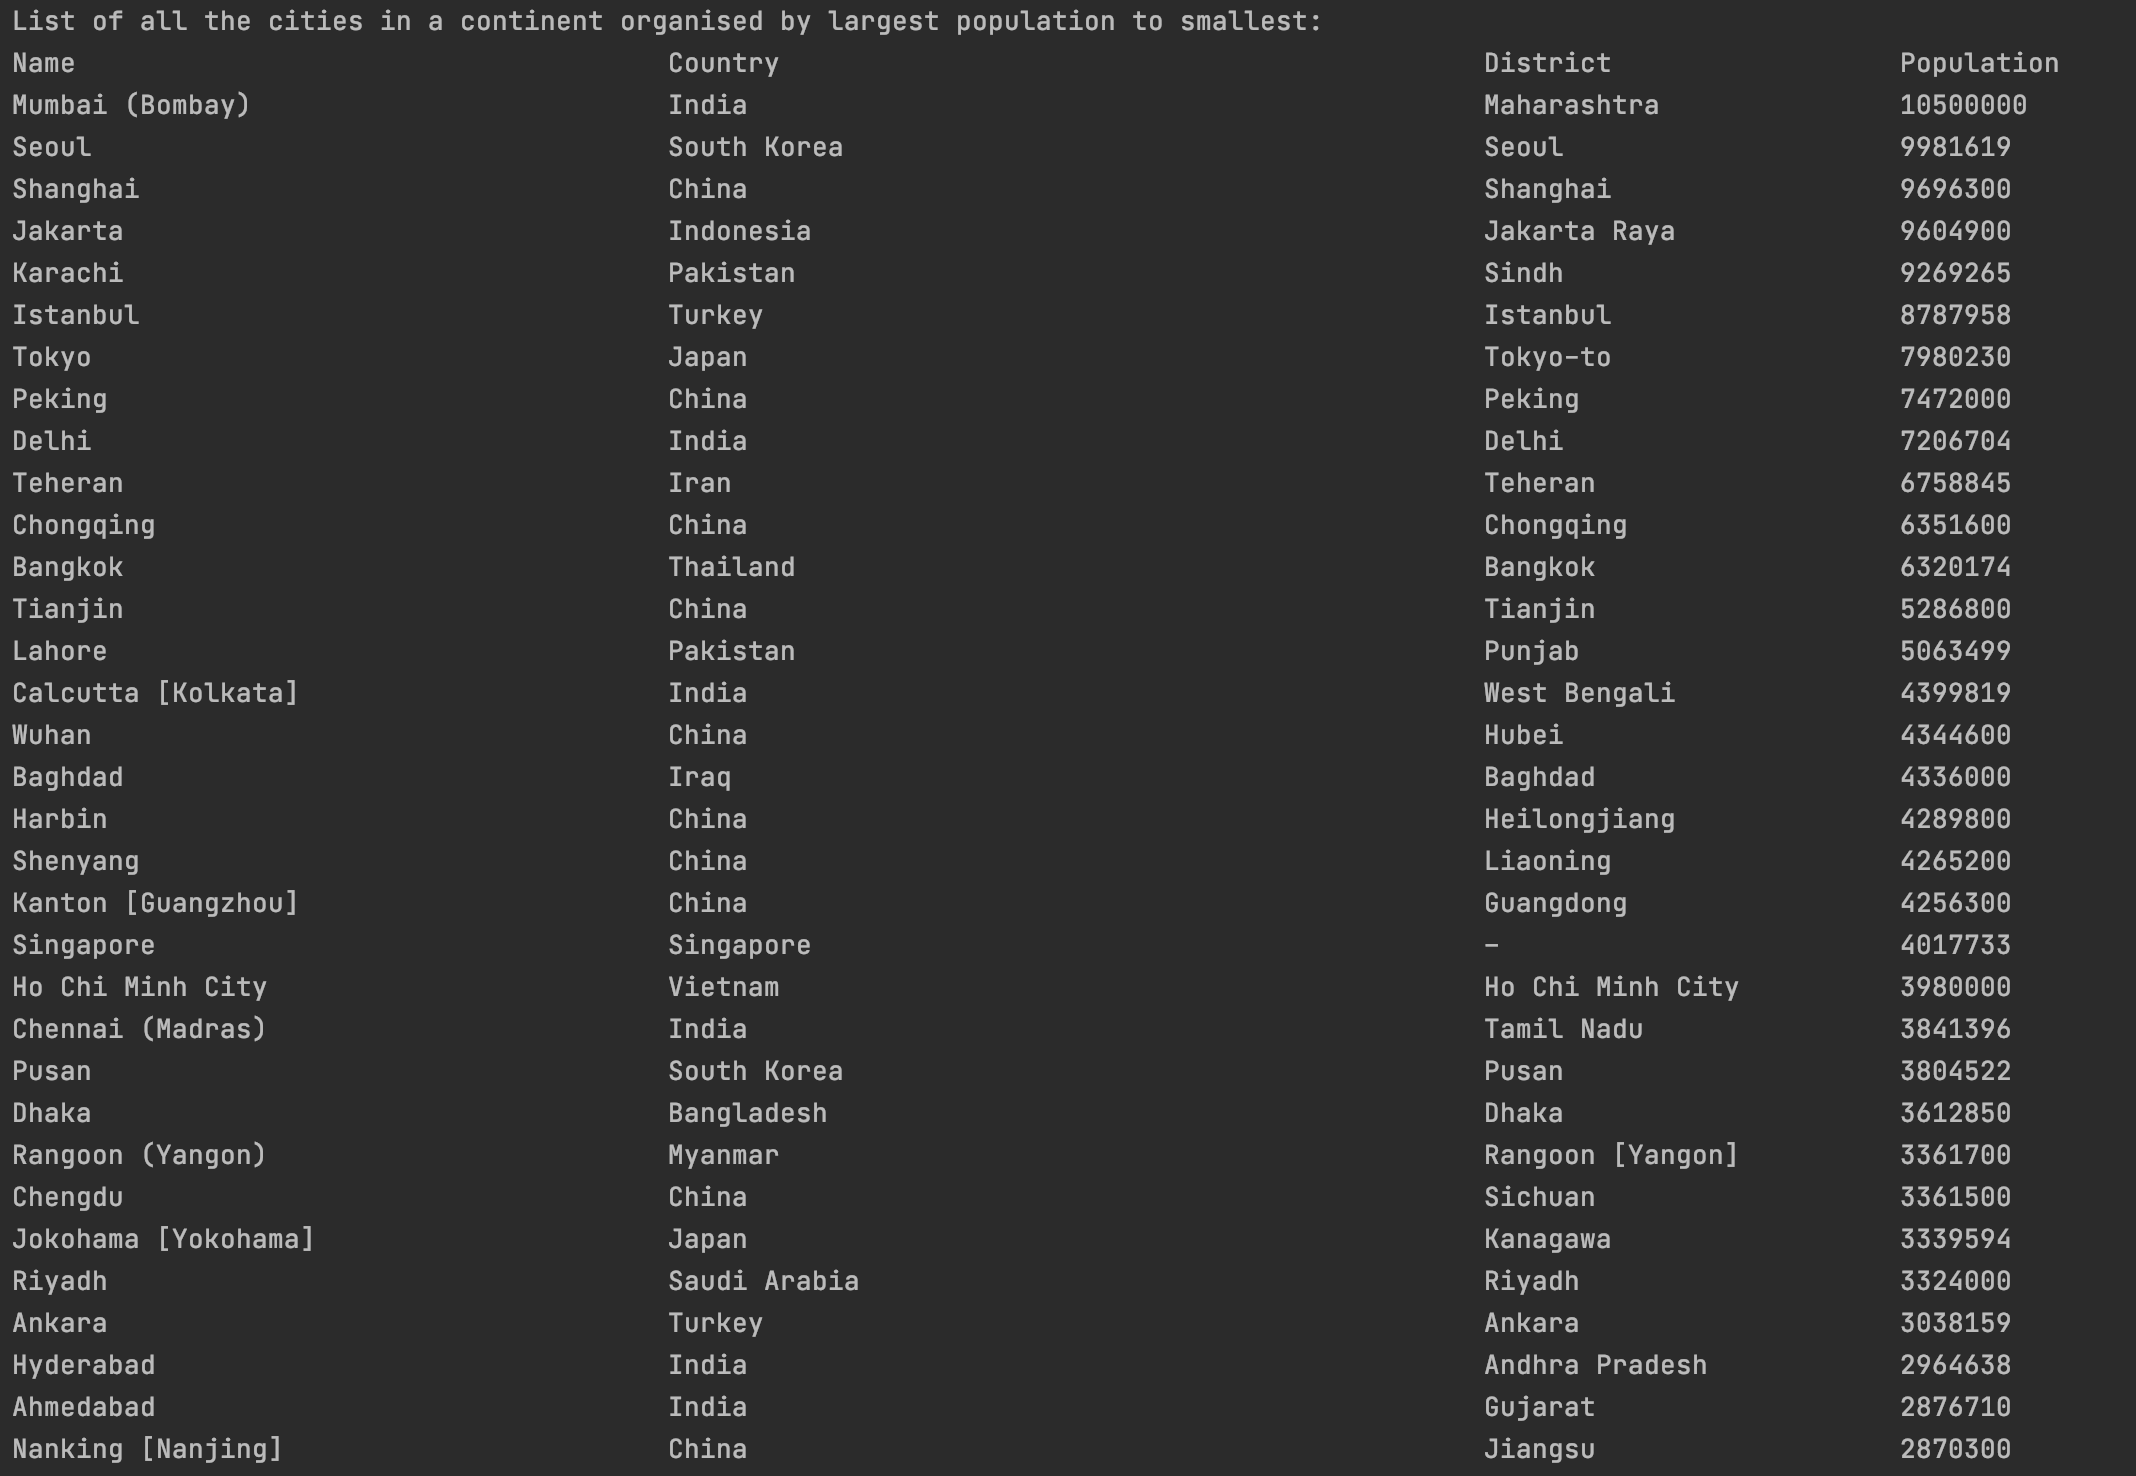 List of all the cities in a continent organised by largest population to smallest:
Name Country District Population
Mumbai (Bombay) India Maharashtra 10500000
Seoul South Korea Seoul 9981619
Shanghai China Shanghai 9696300
Jakarta Indonesia Jakarta Raya 9604900
Karachi Pakistan Sindh 9269265
Istanbul Turkey Istanbul 8787958
Tokyo Japan Tokyo-to 7980230
Peking China Peking 7472000
Delhi India Delhi 7206704
Teheran Iran Teheran 6758845
Chongqing China Chongqing 6351600
Bangkok Thailand Bangkok 6320174
Tianjin China Tianjin 5286800
Lahore Pakistan Punjab 5063499
Calcutta [Kolkata] India West Bengali 4399819
Wuhan China Hubei 4344600
Baghdad Iraq Baghdad 4336000
Harbin China Heilongjiang 4289800
Shenyang China Liaoning 4265200
Kanton [Guangzhou] China Guangdong 4256300
Singapore Singapore – 4017733
Ho Chi Minh City Vietnam Ho Chi Minh City 3980000
Chennai (Madras) India Tamil Nadu 3841396
Pusan South Korea Pusan 3804522
Dhaka Bangladesh Dhaka 3612850
Rangoon (Yangon) Myanmar Rangoon [Yangon] 3361700
Chengdu China Sichuan 3361500
Jokohama [Yokohama] Japan Kanagawa 3339594
Riyadh Saudi Arabia Riyadh 3324000
Ankara Turkey Ankara 3038159
Hyderabad India Andhra Pradesh 2964638
Ahmedabad India Gujarat 2876710
Nanking [Nanjing] China Jiangsu 2870300